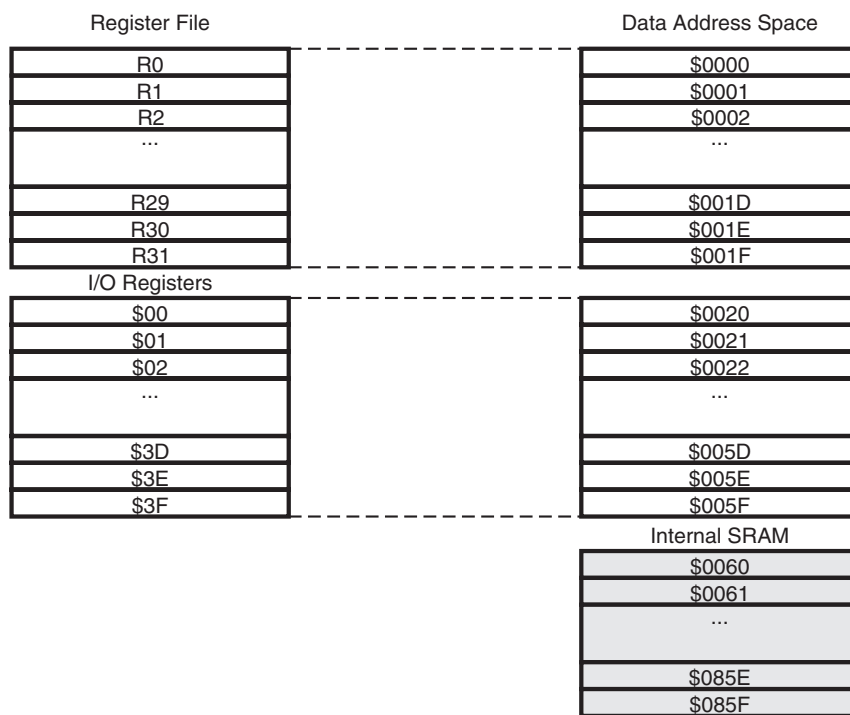 Register File
Data Address Space
R0
$0000
R1
$0001
R2
$0002
...
...
R29
$001D
R30
$001E
R31
$001F
I/O Registers
$00
$0020
$01
$0021
$02
$0022
...
...
$3D
$005D
$3E
$005E
$3F
$005F
Internal SRAM
$0060
$0061
...
$085E
$085F